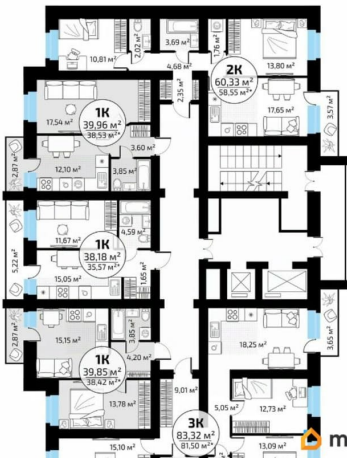 10,81 м²
2,02 м²
3,69 м²
4,68 м²
1,76 м²
13,80 м²
2К
60,33 м²
58,55 м²*
17,65 м²
3,57 м²
2,35 м²
17,54 м²
1К
39,96 м²
38,53 м²*
3,60 м²
12,10 м²
3,85 м²
2,87 м²
4,59 м²
11,67 м²
1К
38,18 м²
35,57 м²*
5,22 м²
15,05 м²
1,65 м²
2,87 м²
15,15 м²
3,85 м²
1К
39,85 м²
38,42 м²*
4,20 м²
13,78 м²
18,25 м²
3,65 м²
9,01 м²
5,05 м²
12,73 м²
3К
83,32 м²
81,50 м²*
15,10 м²
13,09 м²
m